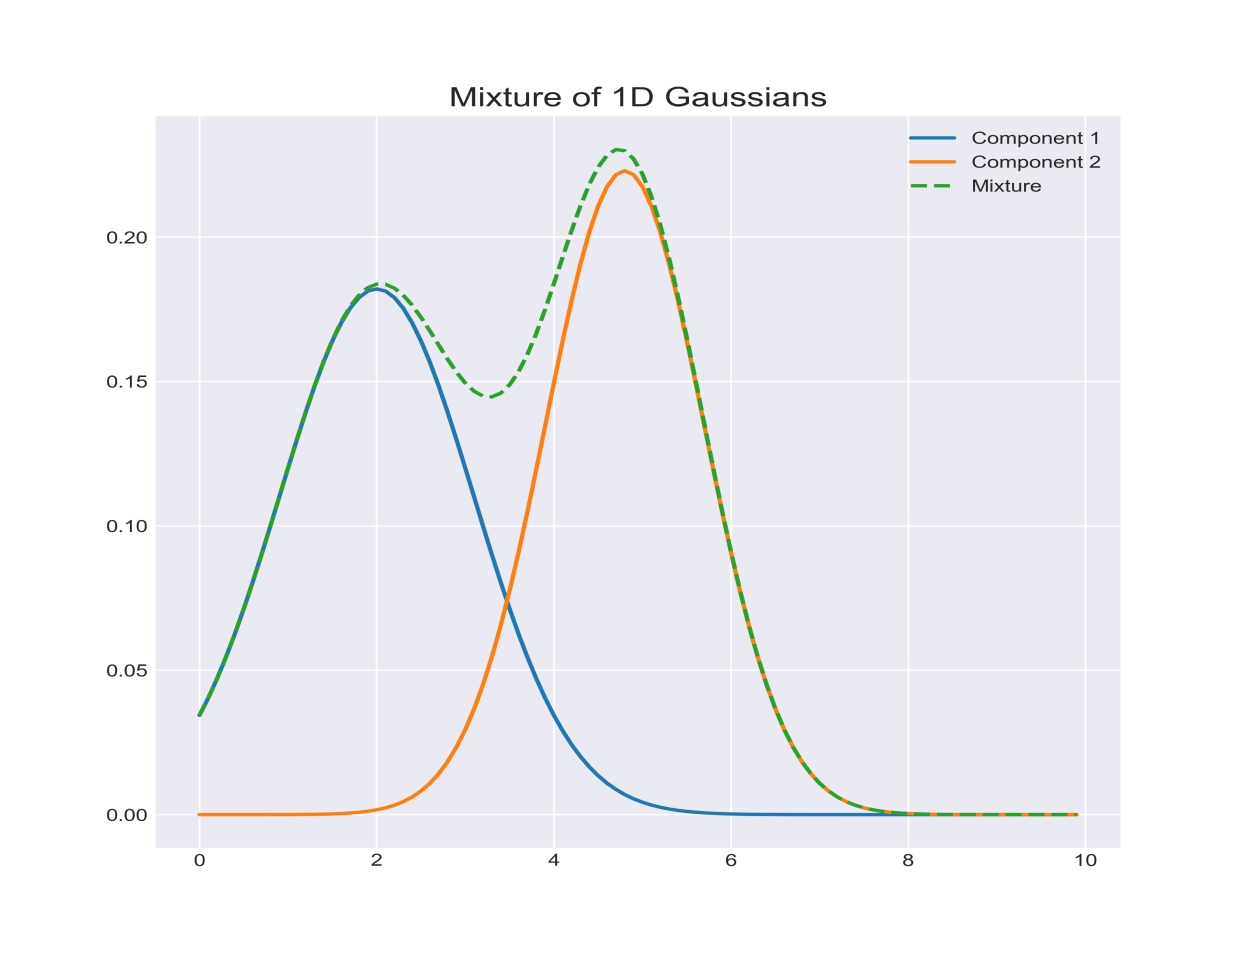 Mixture of 1D Gaussians
Component 1
Component 2
Mixture
0.20
0.15
0.10
0.05
0.00
0 2 4 6 8 10